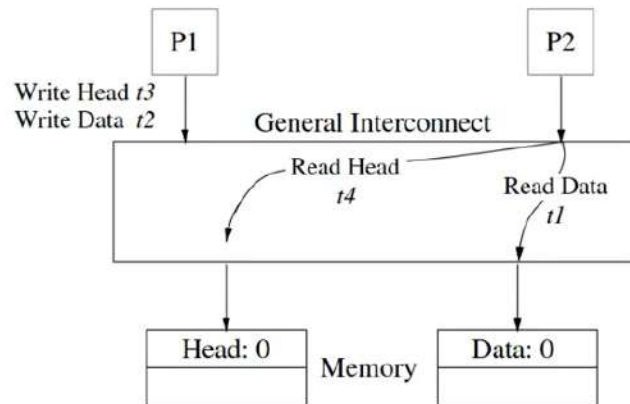 P1
P2
Write Head t3
Write Data t2
General Interconnect
Read Head
t4
Read Data
t1
Head: 0
Memory
Data: 0